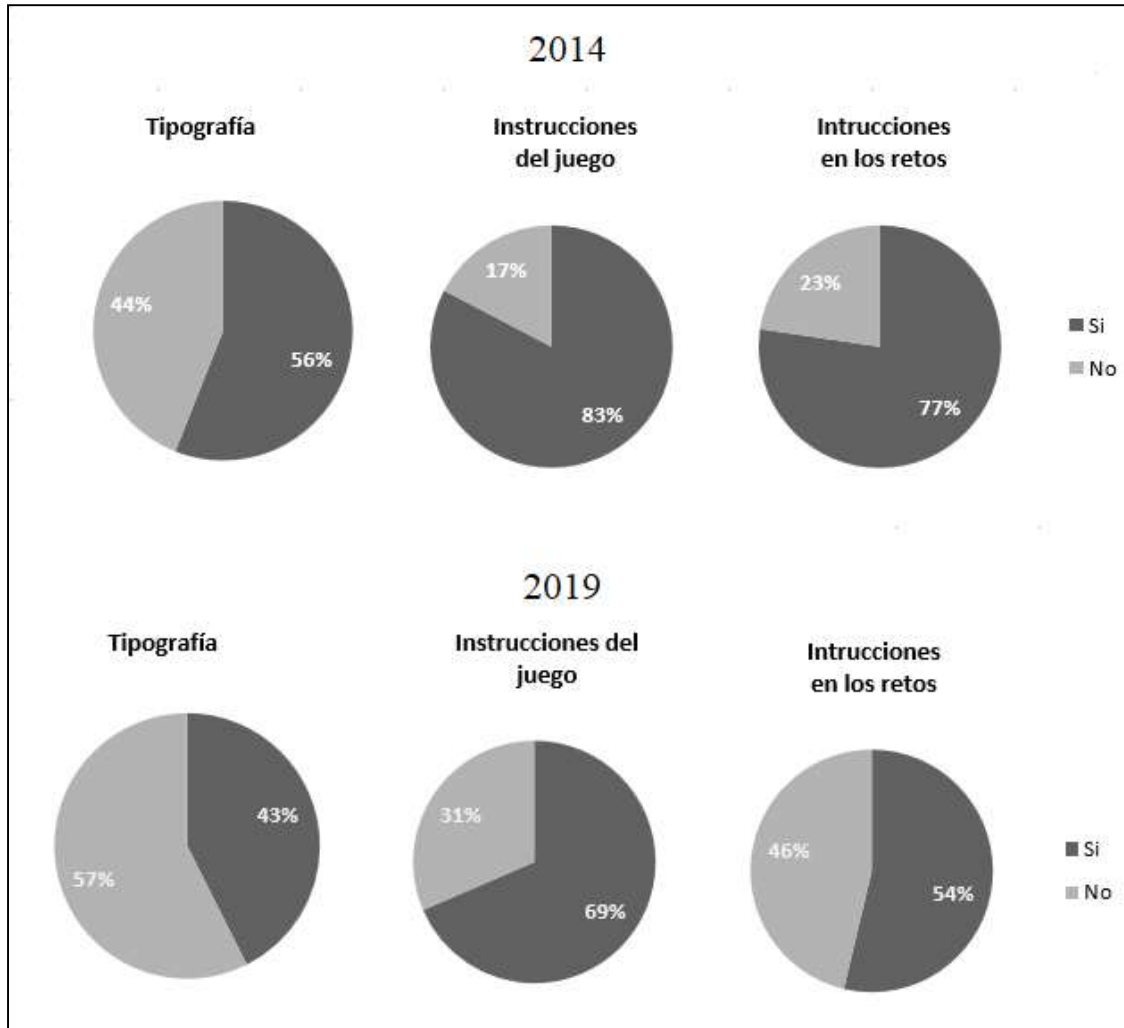 2014
Tipografía
Instrucciones
del juego
Intrucciones
en los retos
44%
56%
17%
83%
23%
77%
Si
No
2019
Tipografía
Instrucciones del
juego
Intrucciones
en los retos
57%
43%
31%
69%
46%
54%
Si
No